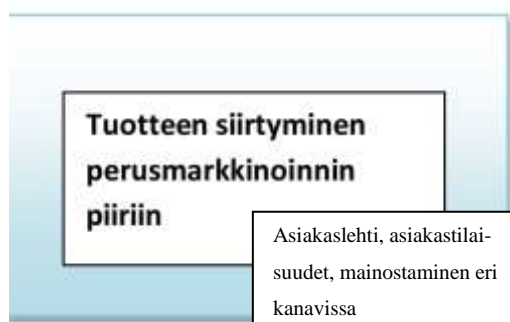 Tuotteen siirtyminen
perusmarkkinoinnin
piiriin
Asiakaslehti, asiakastilai-
suudet, mainostaminen eri
kanavissa